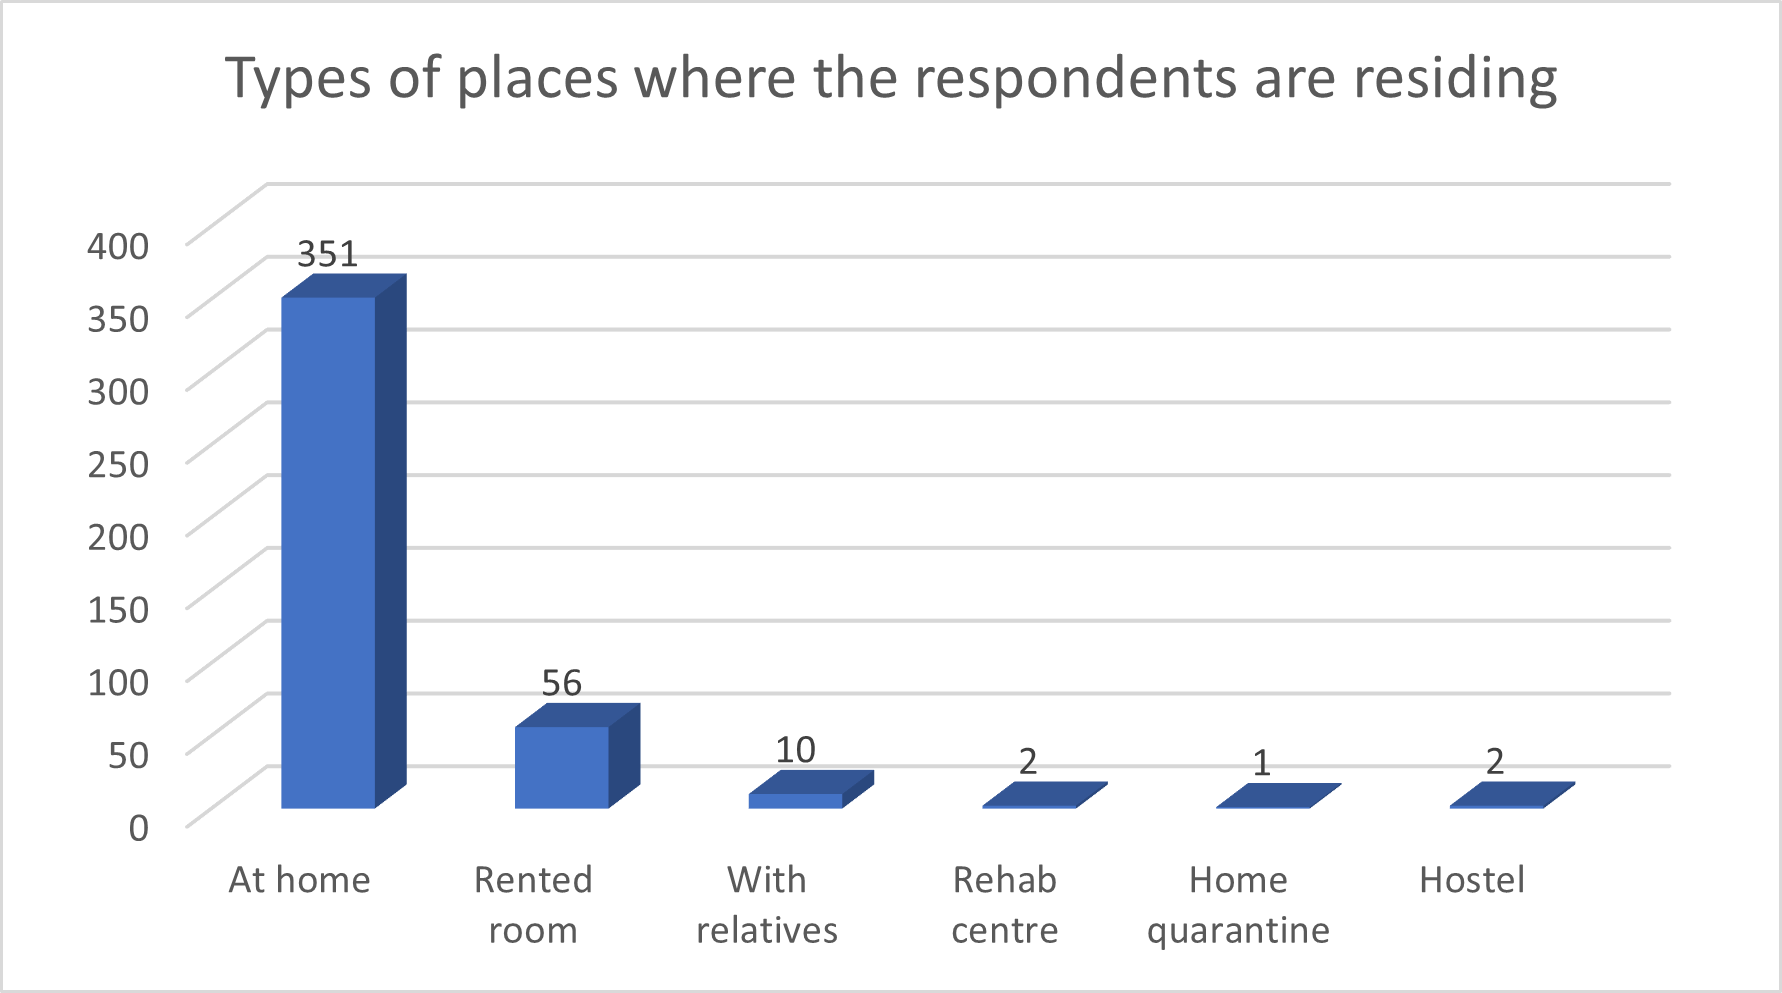 Types of places where the respondents are residing
400
350
300
250
200
150
100
50
0
351
56
10
2
1
2
At home
Rented
room
With
relatives
Rehab
centre
Home
quarantine
Hostel